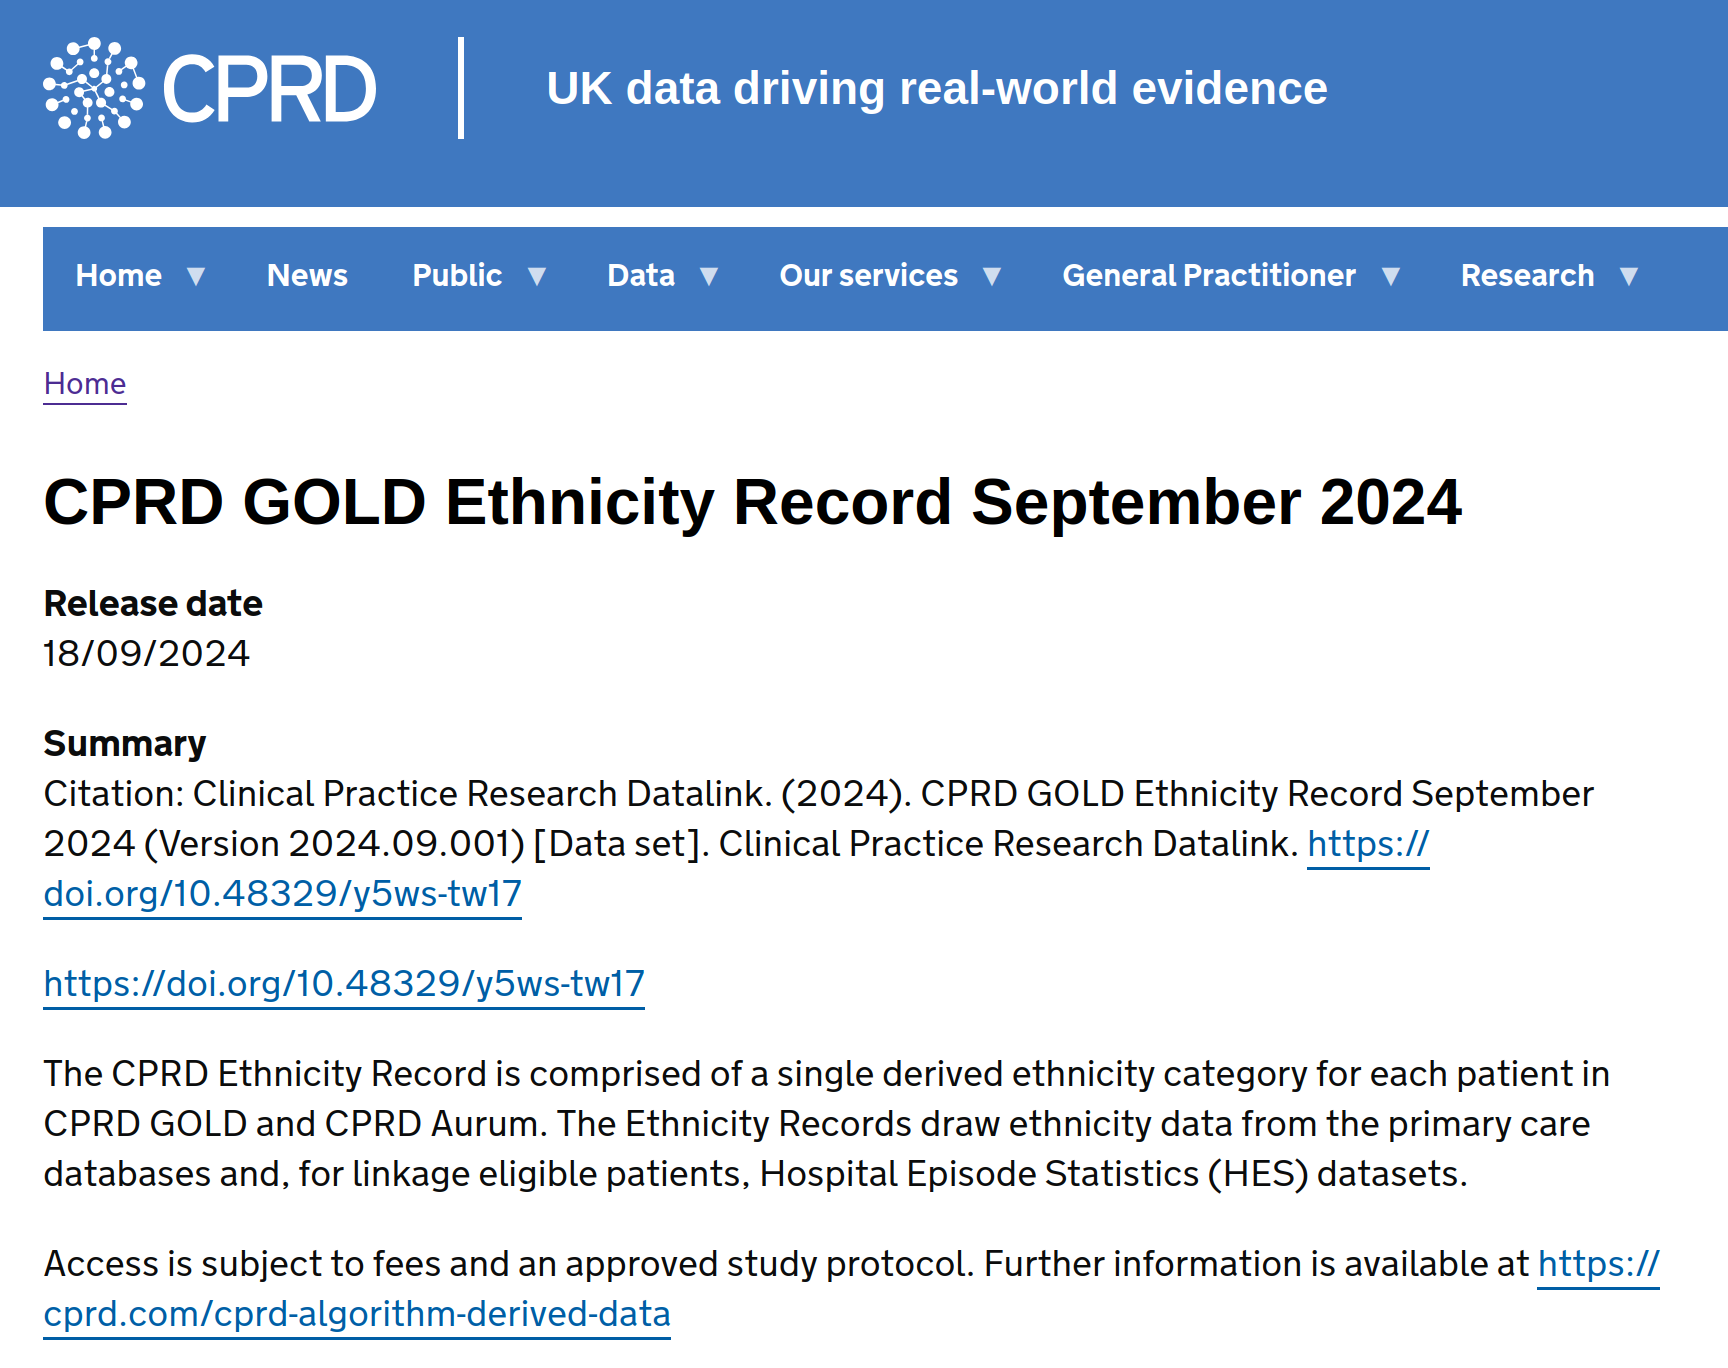 CPRD
UK data driving real-world evidence
Home ▼ News Public ▼ Data ▼ Our services ▼ General Practitioner ▼ Research ▼
Home
CPRD GOLD Ethnicity Record September 2024
Release date
18/09/2024
Summary
Citation: Clinical Practice Research Datalink. (2024). CPRD GOLD Ethnicity Record September
2024 (Version 2024.09.001) [Data set]. Clinical Practice Research Datalink. https://
doi.org/10.48329/y5ws-tw17
https://doi.org/10.48329/y5ws-tw17
The CPRD Ethnicity Record is comprised of a single derived ethnicity category for each patient in
CPRD GOLD and CPRD Aurum. The Ethnicity Records draw ethnicity data from the primary care
databases and, for linkage eligible patients, Hospital Episode Statistics (HES) datasets.
Access is subject to fees and an approved study protocol. Further information is available at https://
cprd.com/cprd-algorithm-derived-data